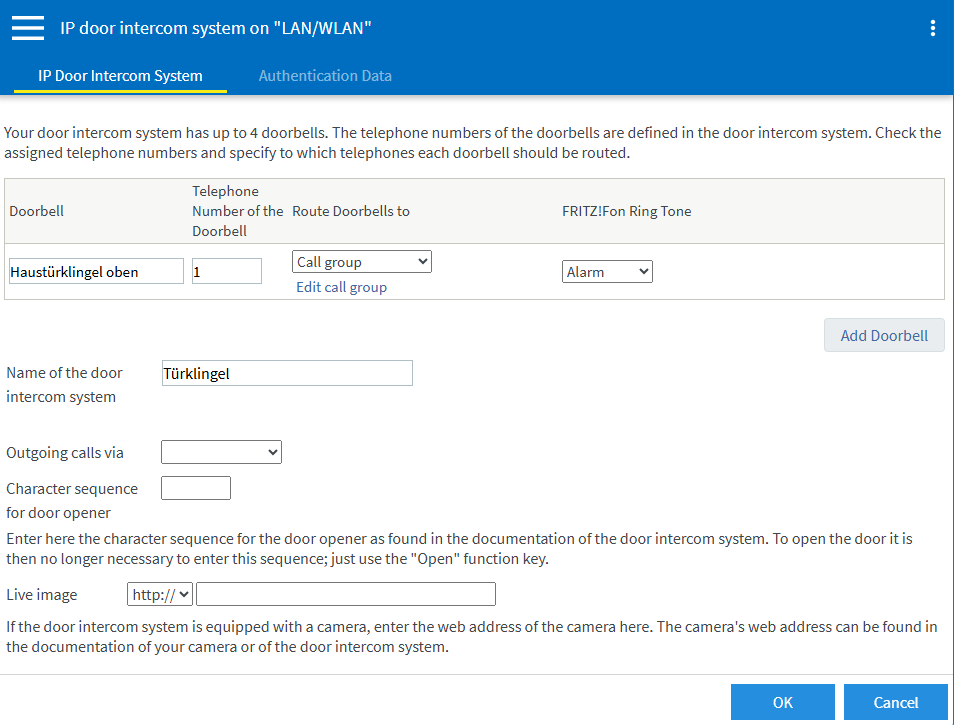 IP door intercom system on "LAN/WLAN"
IP Door Intercom System
Authentication Data
Your door intercom system has up to 4 doorbells. The telephone numbers of the doorbells are defined in the door intercom system. Check the
assigned telephone numbers and specify to which telephones each doorbell should be routed.
Doorbell
Telephone
Number of the
Doorbell
Route Doorbells to
FRITZ!Fon Ring Tone
Haustürklingel oben
1
Call group
Edit call group
Alarm
Add Doorbell
Name of the door
intercom system
Türklingel
Outgoing calls via
Character sequence
for door opener
Enter here the character sequence for the door opener as found in the documentation of the door intercom system. To open the door it is
then no longer necessary to enter this sequence; just use the "Open" function key.
Live image
http://
If the door intercom system is equipped with a camera, enter the web address of the camera here. The camera's web address can be found in
the documentation of your camera or of the door intercom system.
OK
Cancel